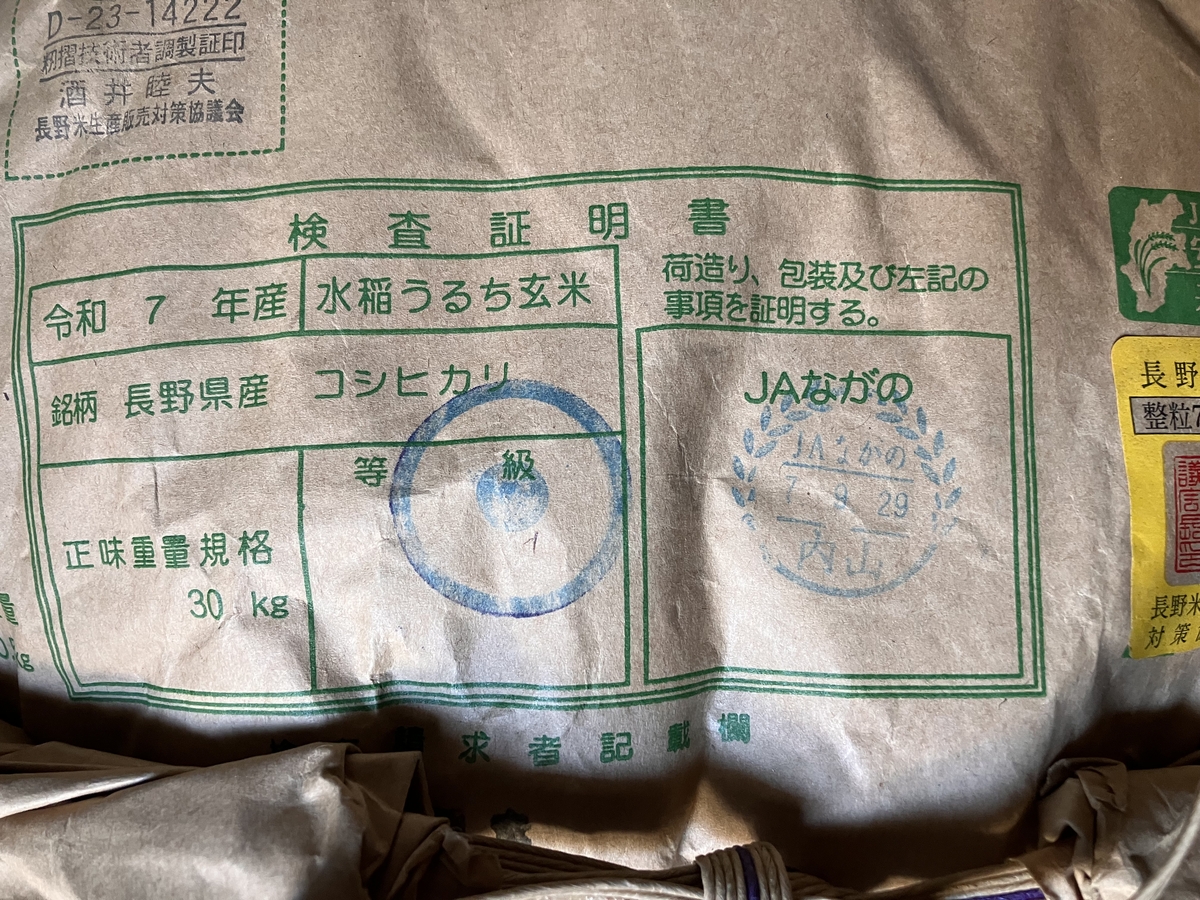 D-23-14222
籾摺技術者調製証印
酒井睦夫
長野米生産販売対策協議会
検査証明書
令和 7 年産
水稲うるち玄米
荷造り、包装及び左記の
事項を証明する。
銘柄 長野県産 コシヒカリ
JAながの
等級
JAながの
7 9 29
内山
正味重量規格
30 kg
求者記載欄
長野
整粒7
長野米
対策
量
kg